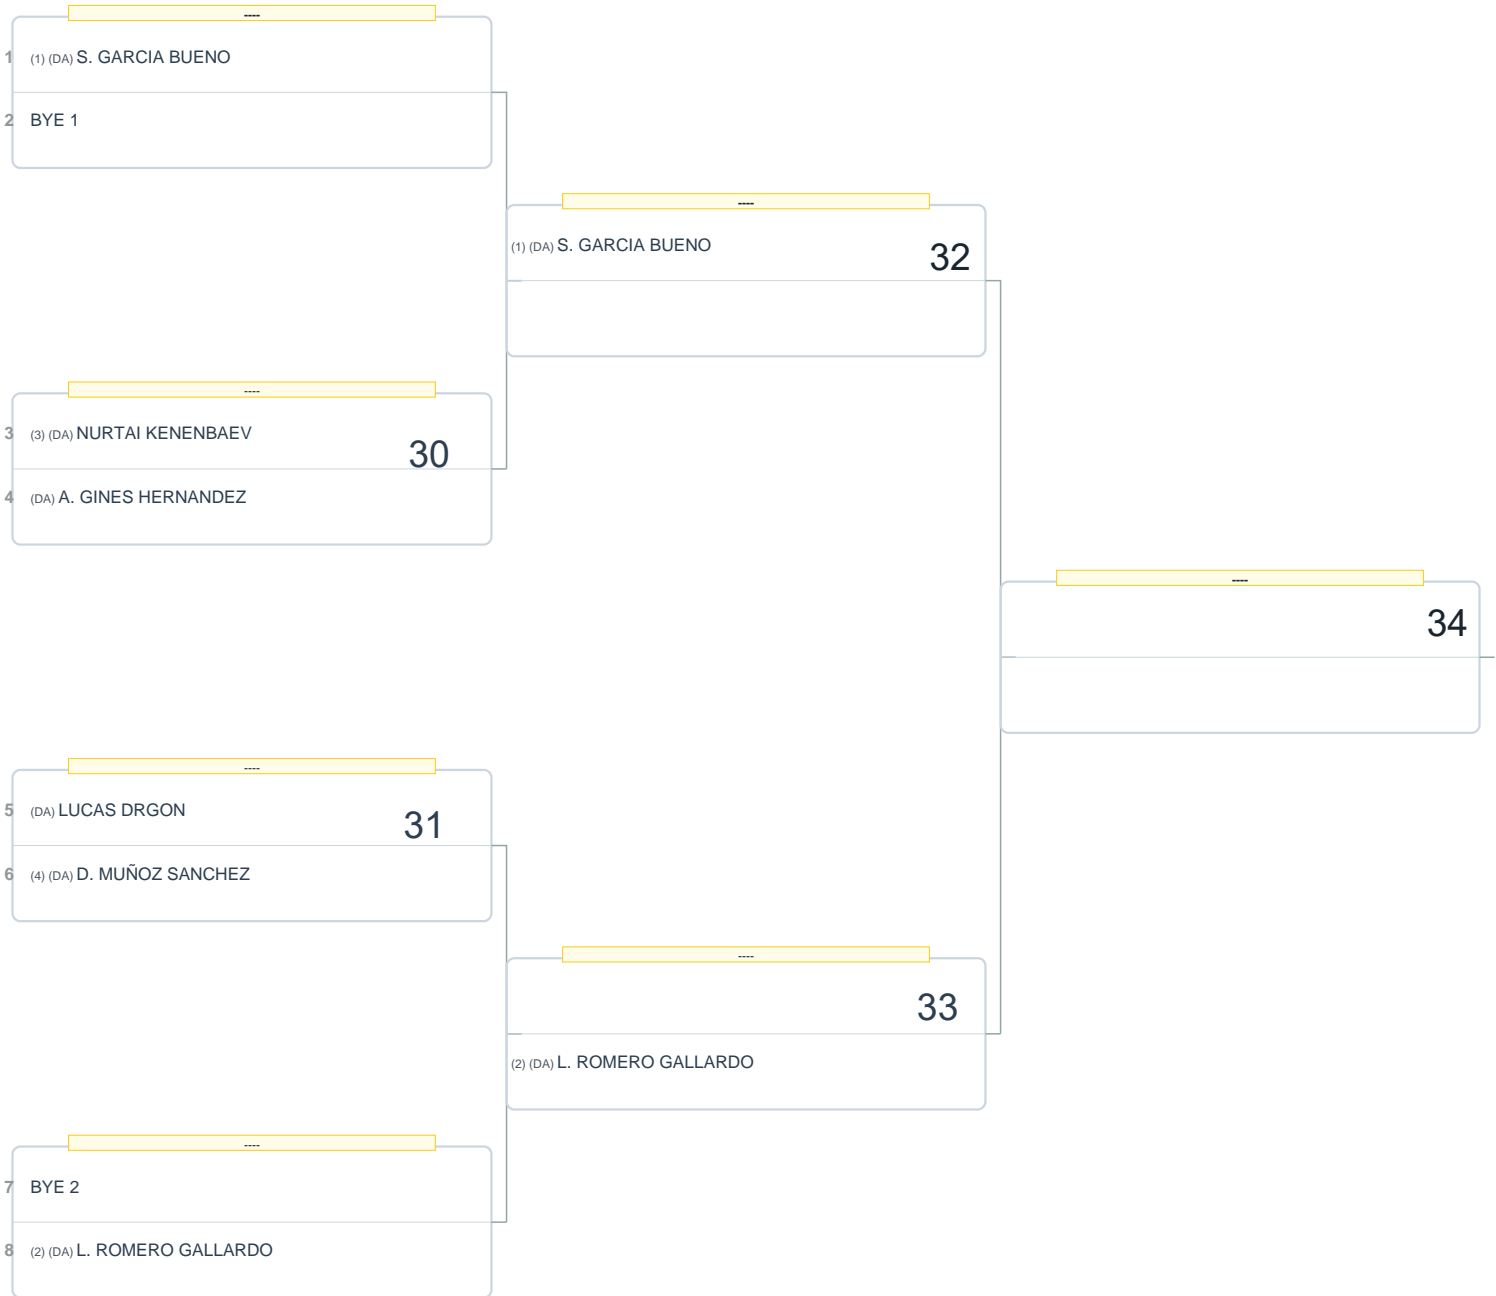 ----
1 (1) (DA) S. GARCIA BUENO
2 BYE 1
----
(1) (DA) S. GARCIA BUENO 32
----
3 (3) (DA) NURTAI KENENBAEV 30
4 (DA) A. GINES HERNANDEZ
----
34
----
5 (DA) LUCAS DRGON 31
6 (4) (DA) D. MUÑOZ SANCHEZ
----
33
(2) (DA) L. ROMERO GALLARDO
----
7 BYE 2
8 (2) (DA) L. ROMERO GALLARDO